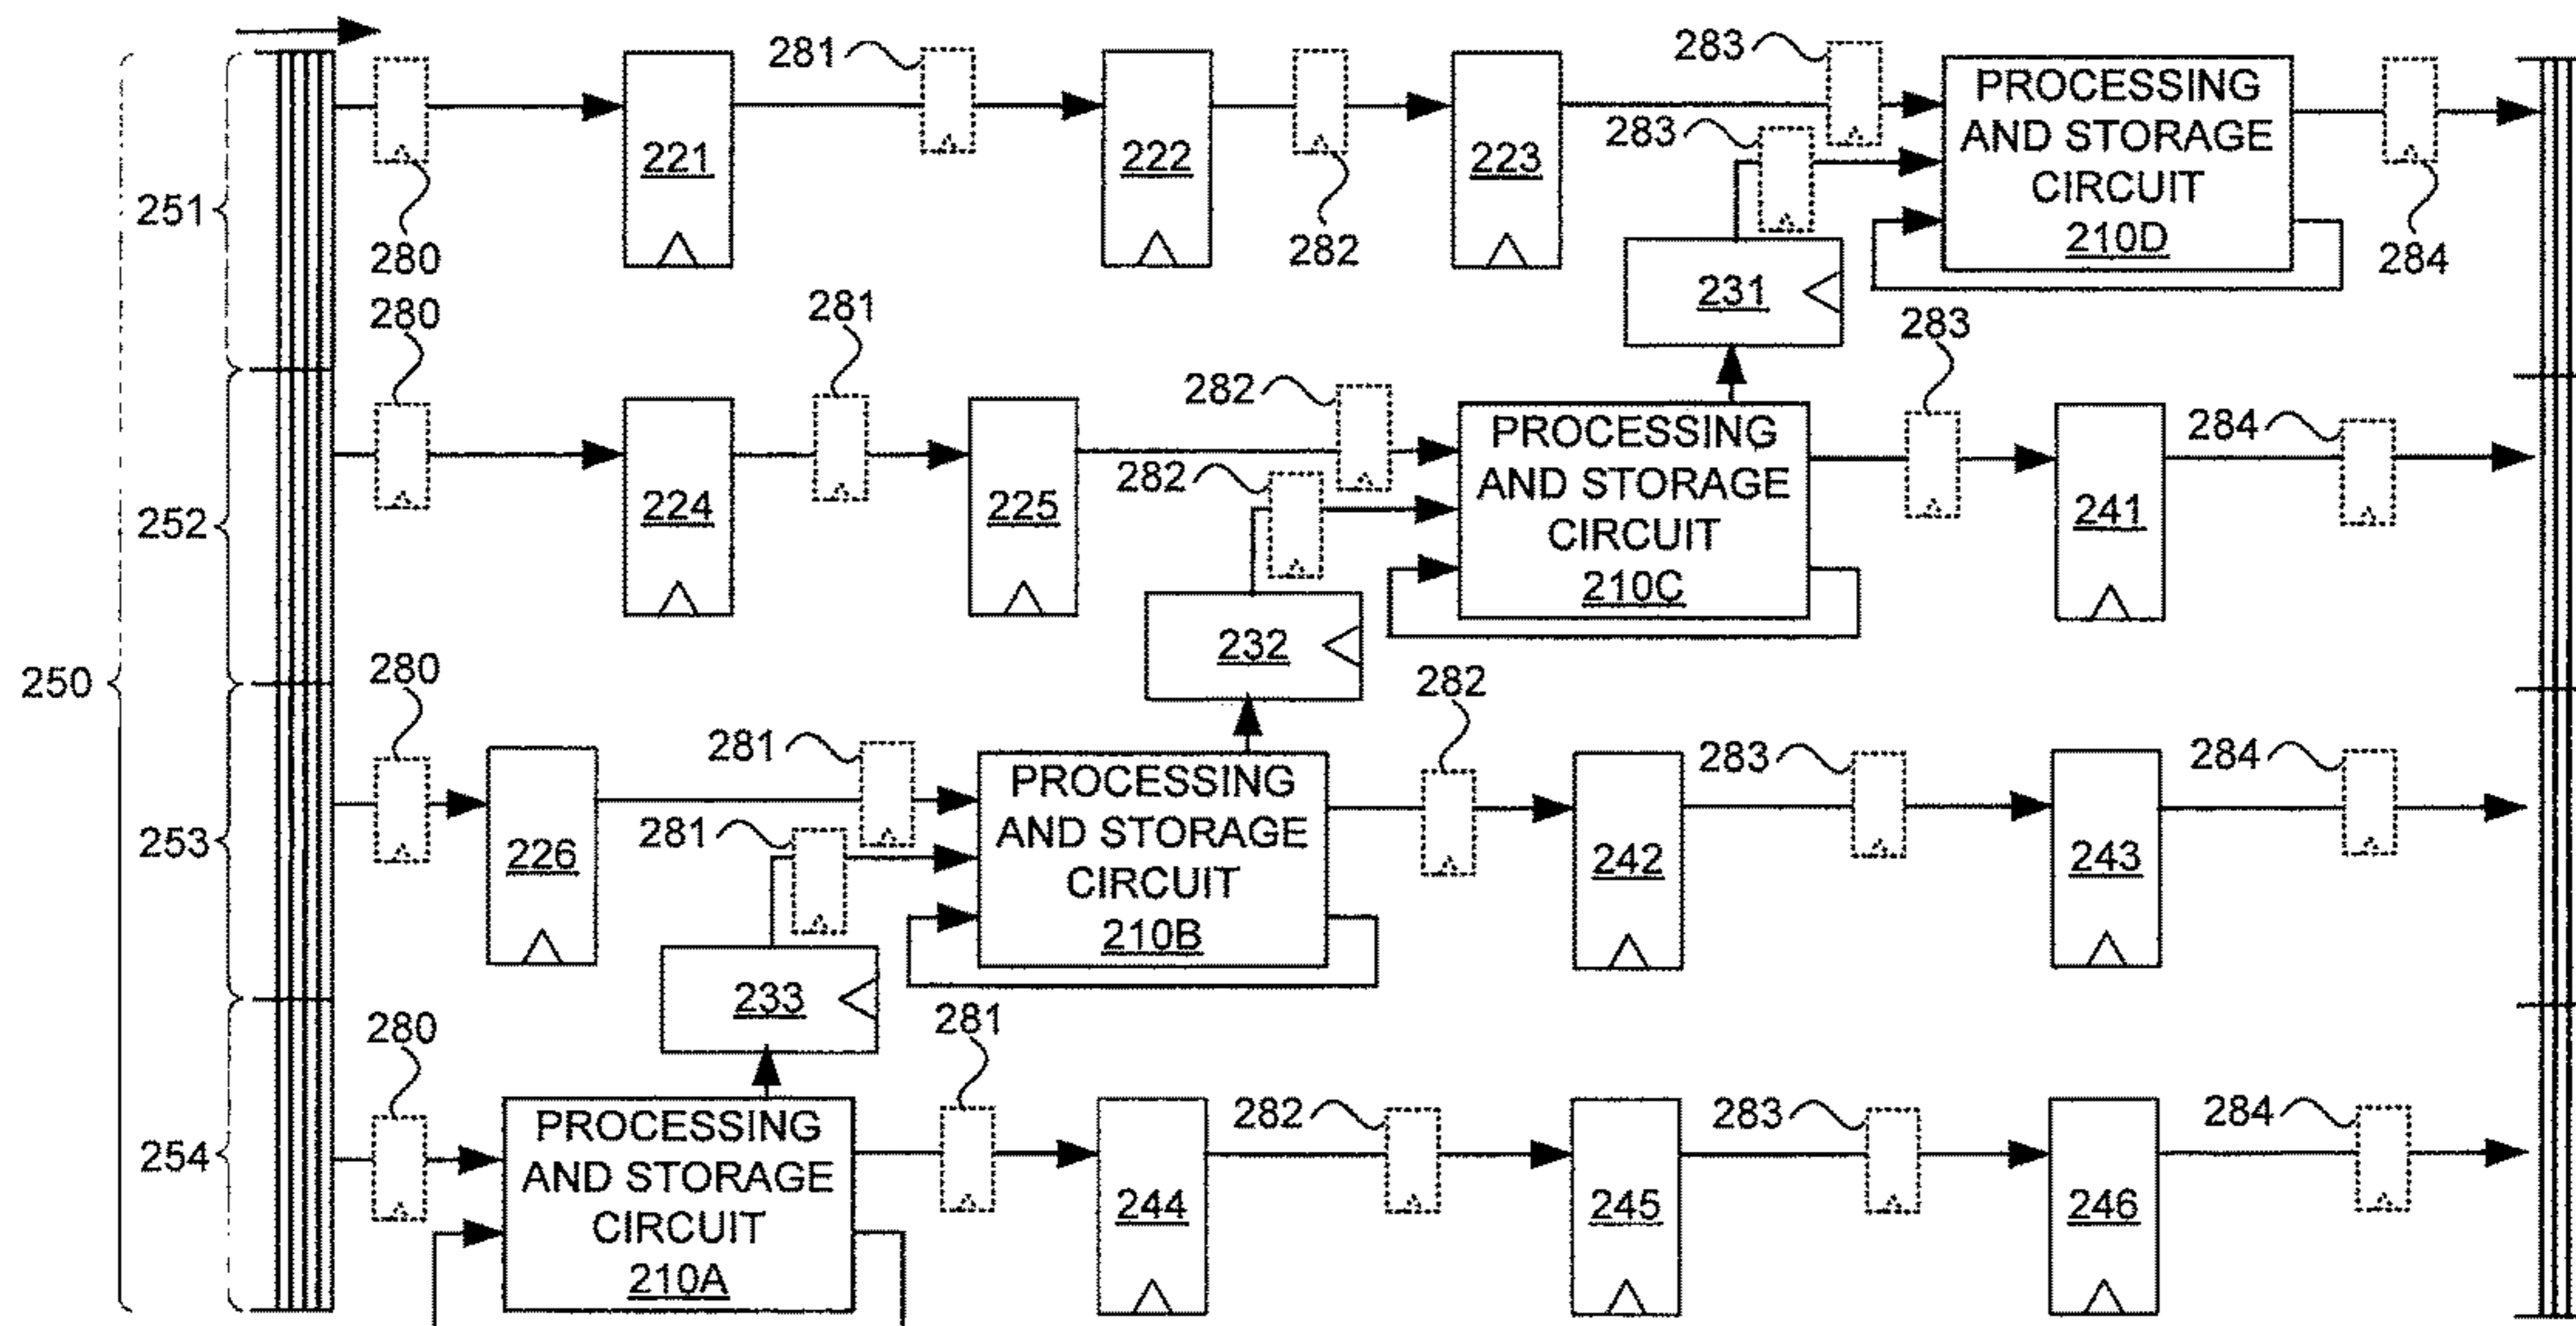 281
283
283
PROCESSING
AND STORAGE
CIRCUIT
210D
221
222
223
280
282
284
251
231
280
281
283
282
282
PROCESSING
AND STORAGE
CIRCUIT
210C
284
224
225
241
252
232
250
280
281
281
282
PROCESSING
AND STORAGE
CIRCUIT
210B
283
284
253
226
242
243
233
280
281
PROCESSING
AND STORAGE
CIRCUIT
210A
282
283
284
254
244
245
246